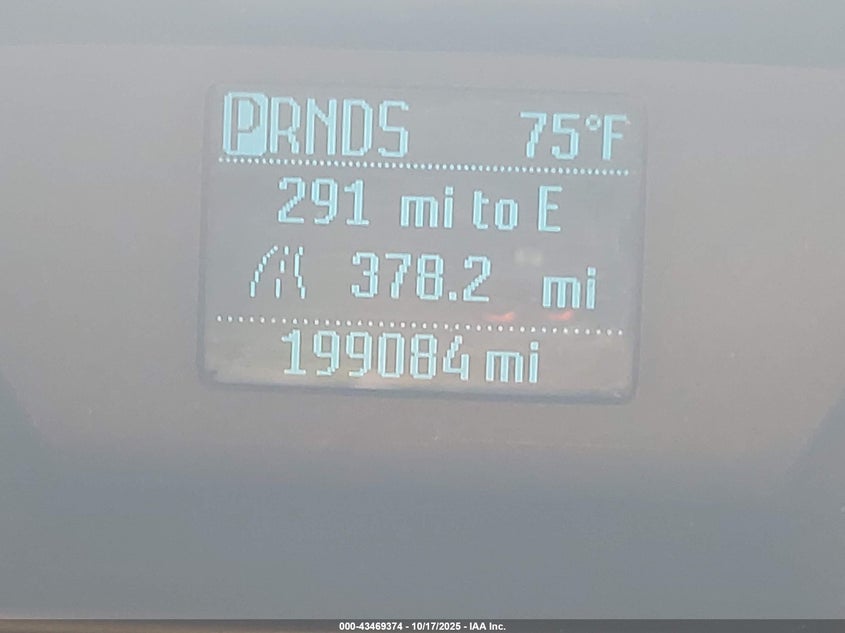 PRNDS 75°F
291 mi to E
378.2 mi
199084 mi
000-43469374 - 10/17/2025 - IAA Inc.